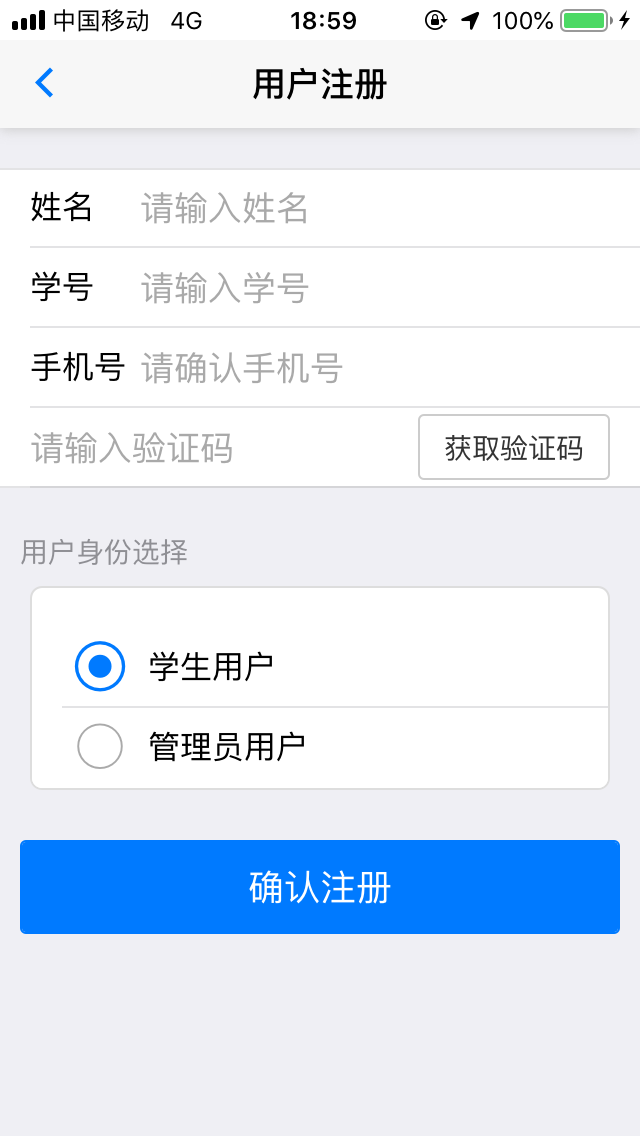 中国移动 4G 18:59 100%
用户注册
姓名 请输入姓名
学号 请输入学号
手机号 请确认手机号
请输入验证码 获取验证码
用户身份选择
学生用户
管理员用户
确认注册